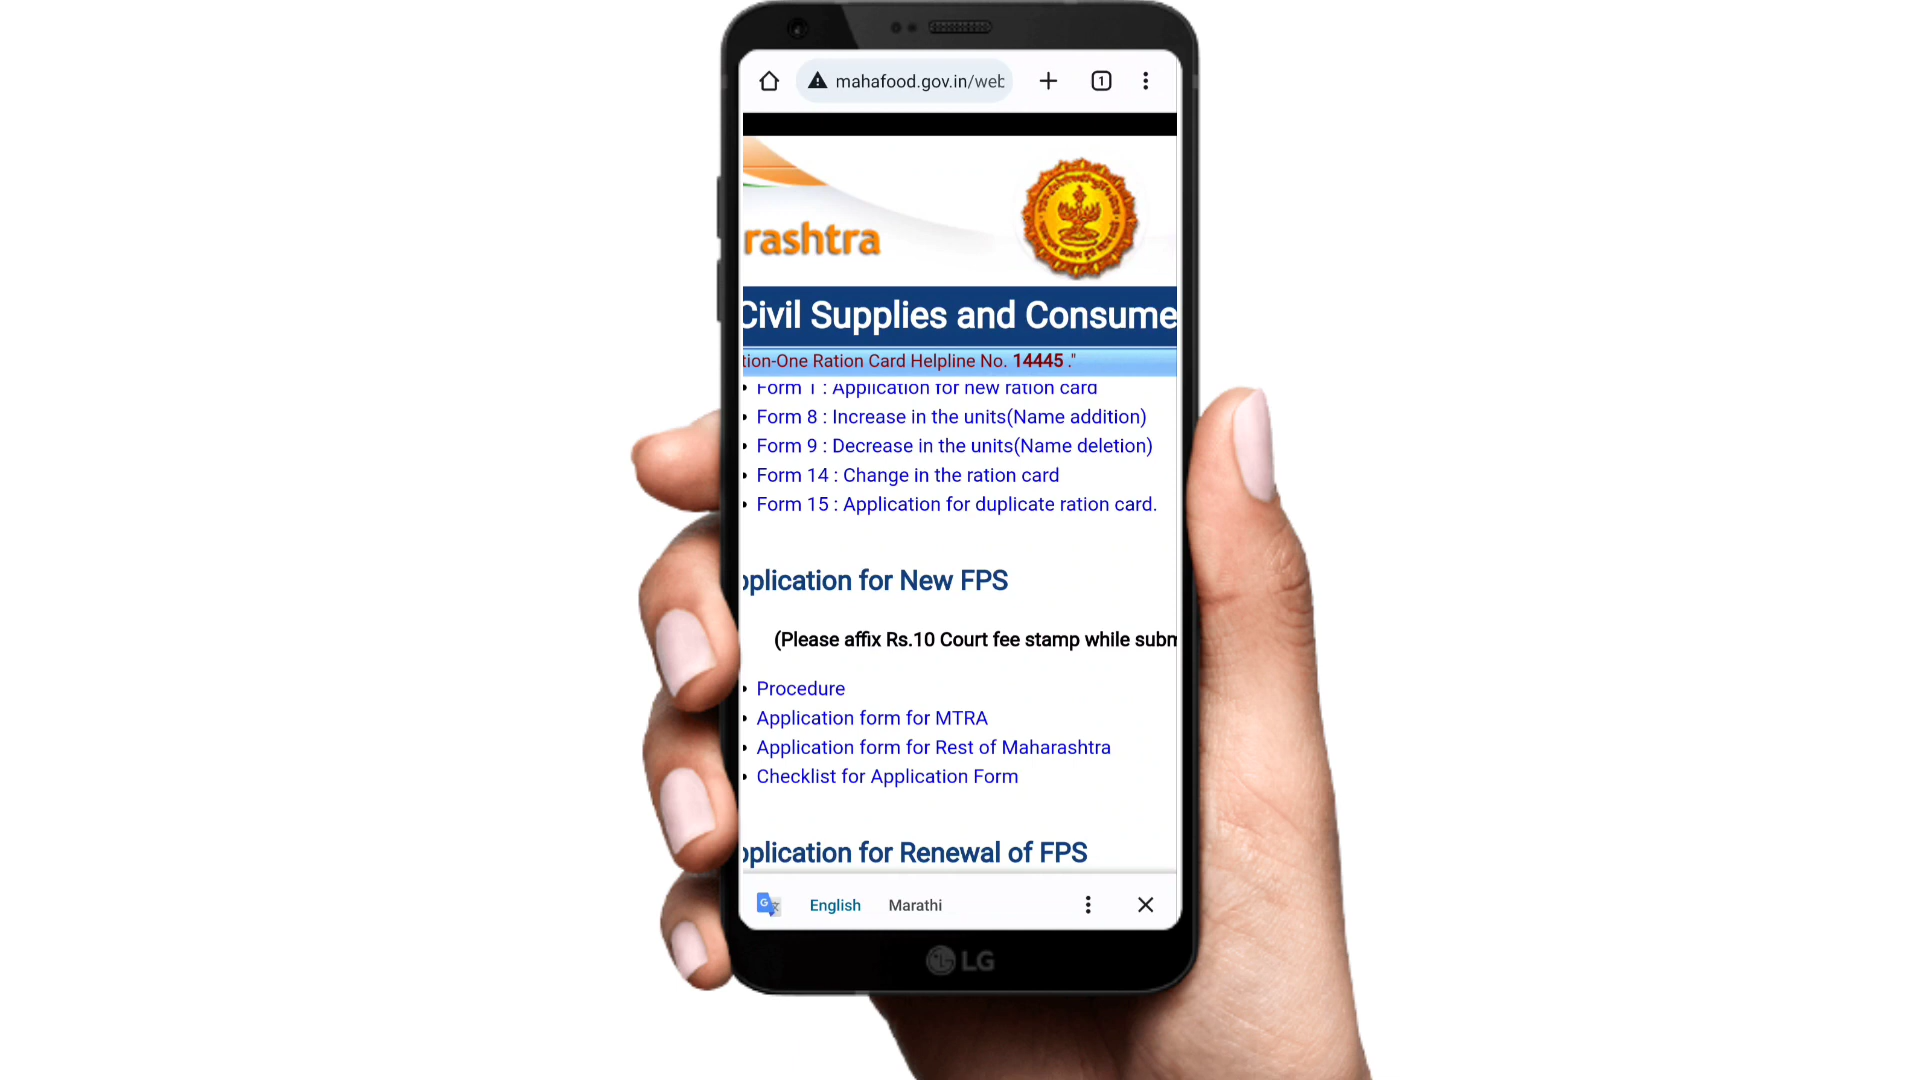 mahafood.gov.in/web
1
rashtra
Civil Supplies and Consume
tion-One Ration Card Helpline No. 14445 ."
Form 1 : Application for new ration card
Form 8 : Increase in the units(Name addition)
Form 9 : Decrease in the units(Name deletion)
Form 14 : Change in the ration card
Form 15 : Application for duplicate ration card.
pplication for New FPS
(Please affix Rs.10 Court fee stamp while subm
Procedure
Application form for MTRA
Application form for Rest of Maharashtra
Checklist for Application Form
pplication for Renewal of FPS
English Marathi
LG